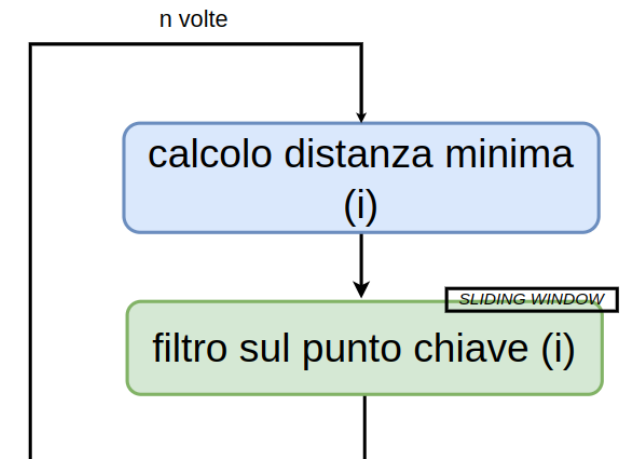 n volte
calcolo distanza minima
(i)
SLIDING WINDOW
filtro sul punto chiave (i)